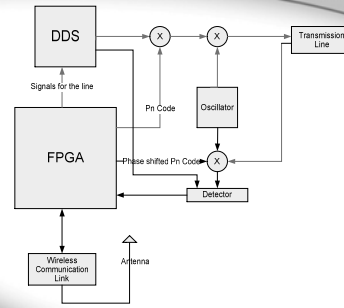 DDS
X
X
Transmission
Line
Signals for the line
Pn Code
Oscillator
FPGA
Phase shifted Pn Code
X
Detector
Wireless
Communication
Link
Antenna